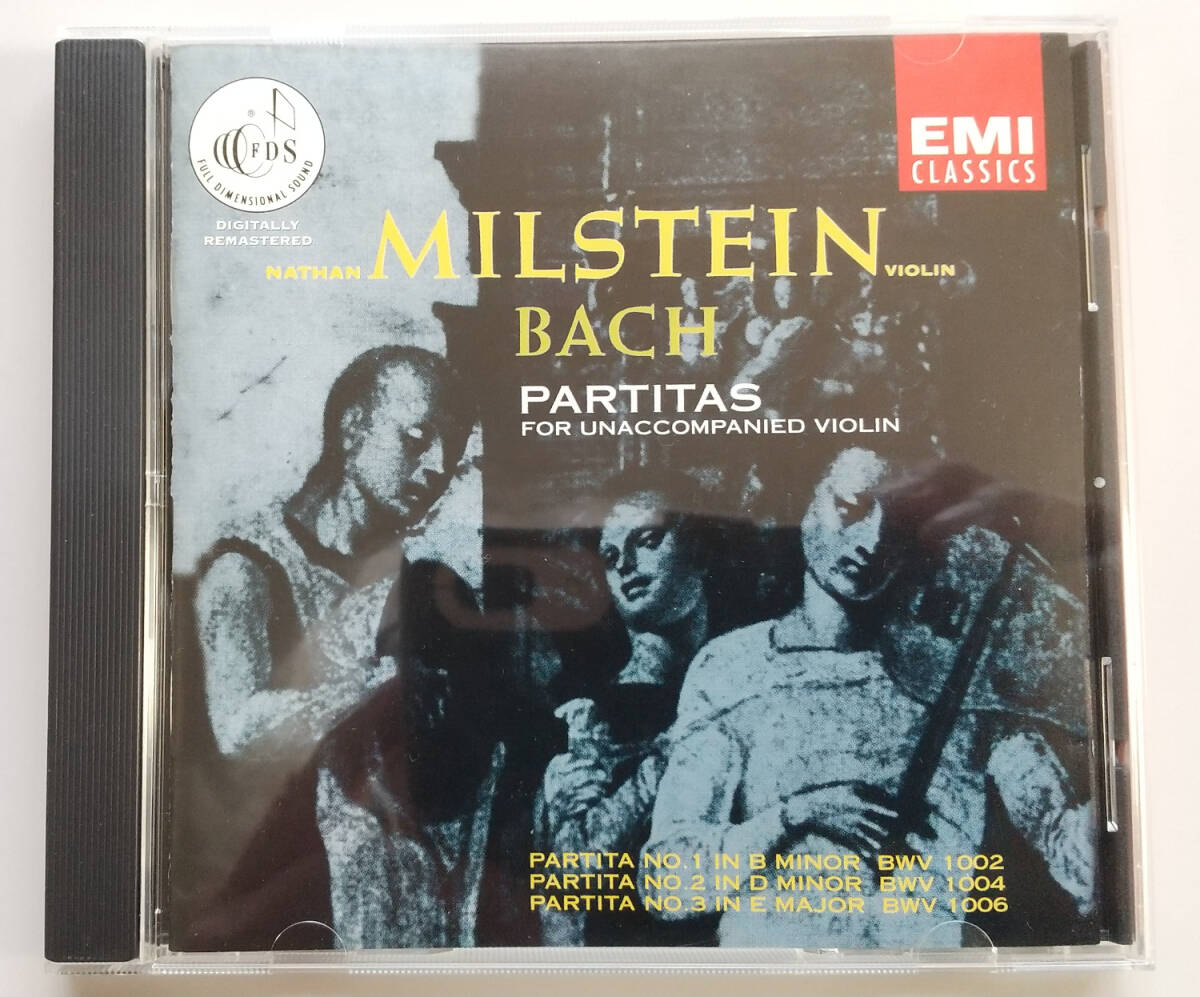 ®
FDS
FULL DIMENSIONAL SOUND
DIGITALLY
REMASTERED
EMI
CLASSICS
NATHAN MILSTEIN VIOLIN
BACH
PARTITAS
FOR UNACCOMPANIED VIOLIN
PARTITA NO.1 IN B MINOR BWV 1002
PARTITA NO.2 IN D MINOR BWV 1004
PARTITA NO.3 IN E MAJOR BWV 1006